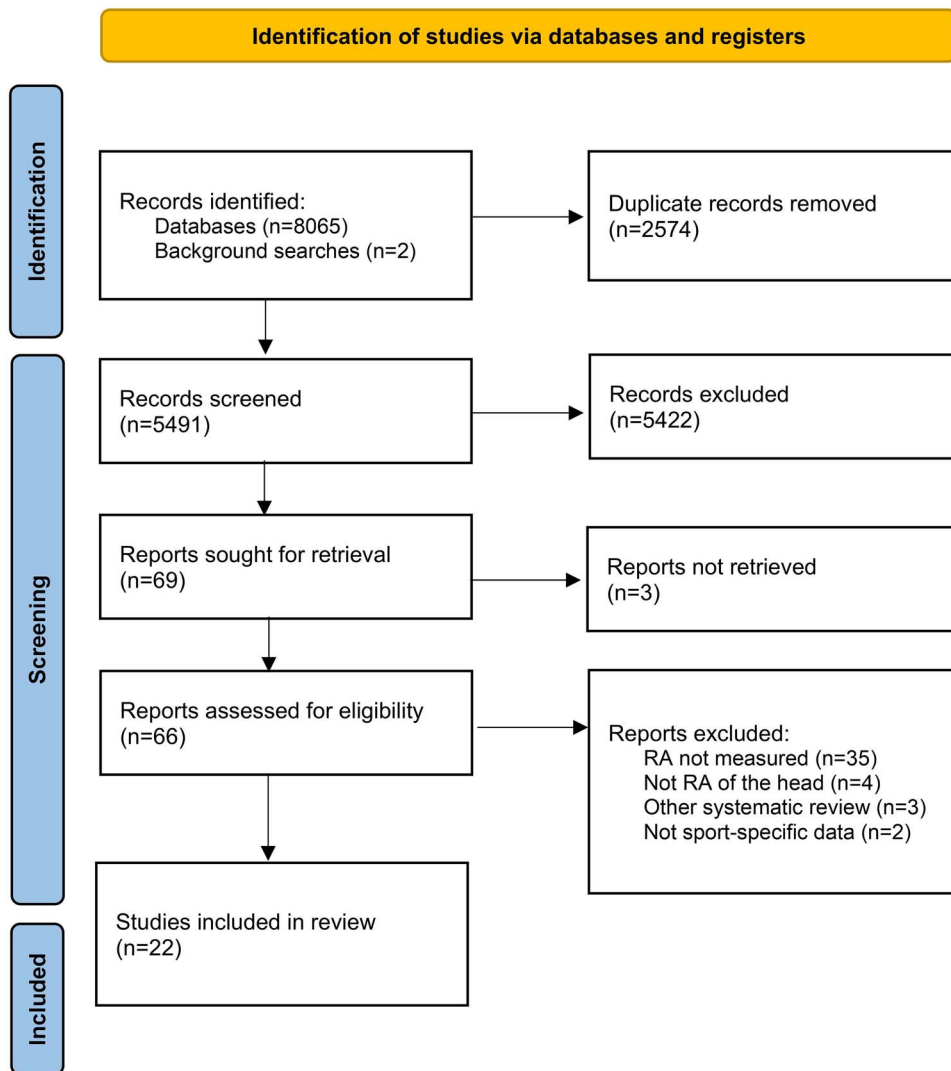 Identification of studies via databases and registers
Identification
Records identified:
Databases (n=8065)
Background searches (n=2)
Duplicate records removed
(n=2574)
Screening
Records screened
(n=5491)
Records excluded
(n=5422)
Reports sought for retrieval
(n=69)
Reports not retrieved
(n=3)
Reports assessed for eligibility
(n=66)
Reports excluded:
RA not measured (n=35)
Not RA of the head (n=4)
Other systematic review (n=3)
Not sport-specific data (n=2)
Included
Studies included in review
(n=22)